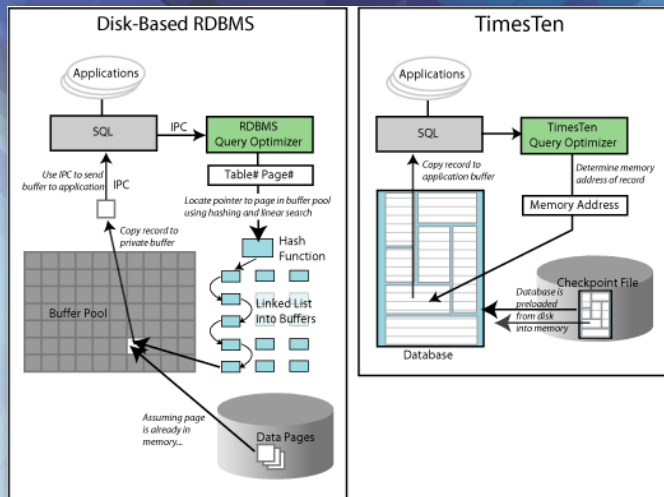 Disk-Based RDBMS
Applications
SQL
IPC
RDBMS
Query Optimizer
Use IPC to send
buffer to application
IPC
Table# Page#
Locate pointer to page in buffer pool
using hashing and linear search
Copy record to
private buffer
Hash
Function
Buffer Pool
Linked List
into Buffers
Assuming page
is already in
memory...
Data Pages
TimesTen
Applications
SQL
TimesTen
Query Optimizer
Copy record to
application buffer
Determine memory
address of record
Memory Address
Checkpoint File
Database is
preloaded
from disk
into memory
Database